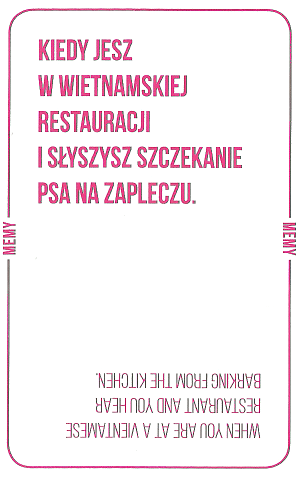 KIEDY JESZ
W WIETNAMSKIEJ
RESTAURACJI
I SŁYSZYSZ SZCZEKANIE
PSA NA ZAPLECZU.
MEMY
MEMY
WHEN YOU ARE AT A VIENTAMESE
RESTAURANT AND YOU HEAR
BARKING FROM THE KITCHEN.